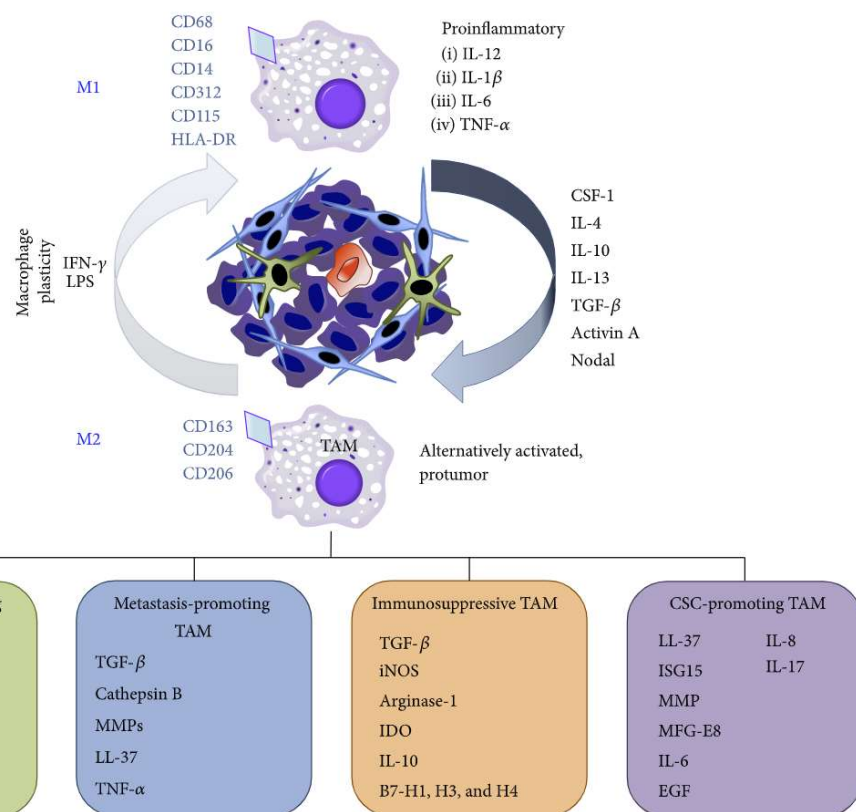 CD68
CD16
CD14
CD312
CD115
HLA-DR
M1
Proinflammatory
(i) IL-12
(ii) IL-1β
(iii) IL-6
(iv) TNF-α
Macrophage
plasticity
IFN-γ
LPS
CSF-1
IL-4
IL-10
IL-13
TGF-β
Activin A
Nodal
M2
CD163
CD204
CD206
TAM
Alternatively activated,
protumor
Metastasis-promoting
TAM
TGF-β
Cathepsin B
MMPs
LL-37
TNF-α
Immunosuppressive TAM
TGF-β
iNOS
Arginase-1
IDO
IL-10
B7-H1, H3, and H4
CSC-promoting TAM
LL-37
ISG15
MMP
MFG-E8
IL-6
EGF
IL-8
IL-17